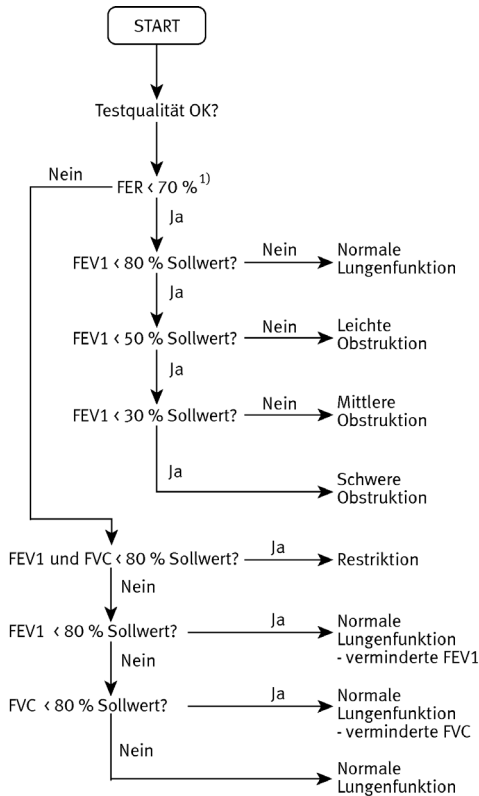 START
Testqualität OK?
Nein
FER < 70 % 1)
Ja
FEV1 < 80 % Sollwert?
Nein
Normale
Lungenfunktion
Ja
FEV1 < 50 % Sollwert?
Nein
Leichte
Obstruktion
Ja
FEV1 < 30 % Sollwert?
Nein
Mittlere
Obstruktion
Ja
Schwere
Obstruktion
FEV1 und FVC < 80 % Sollwert?
Ja
Restriktion
Nein
FEV1 < 80 % Sollwert?
Ja
Normale
Lungenfunktion
- verminderte FEV1
Nein
FVC < 80 % Sollwert?
Ja
Normale
Lungenfunktion
- verminderte FVC
Nein
Normale
Lungenfunktion